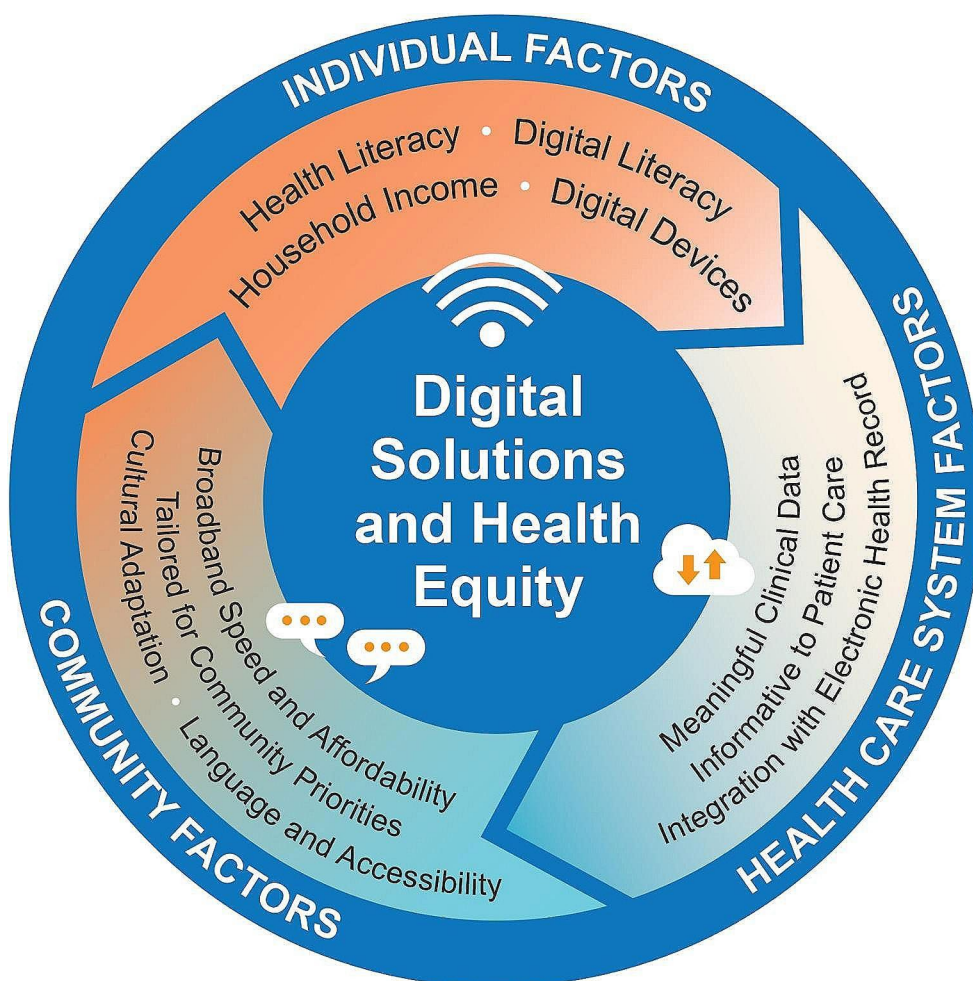 INDIVIDUAL FACTORS
Health Literacy • Digital Literacy
Household Income • Digital Devices
HEALTH CARE SYSTEM FACTORS
Meaningful Clinical Data
Informative to Patient Care
Integration with Electronic Health Record
COMMUNITY FACTORS
Broadband Speed and Affordability
Tailored for Community Priorities
Cultural Adaptation • Language and Accessibility
Digital
Solutions
and Health
Equity